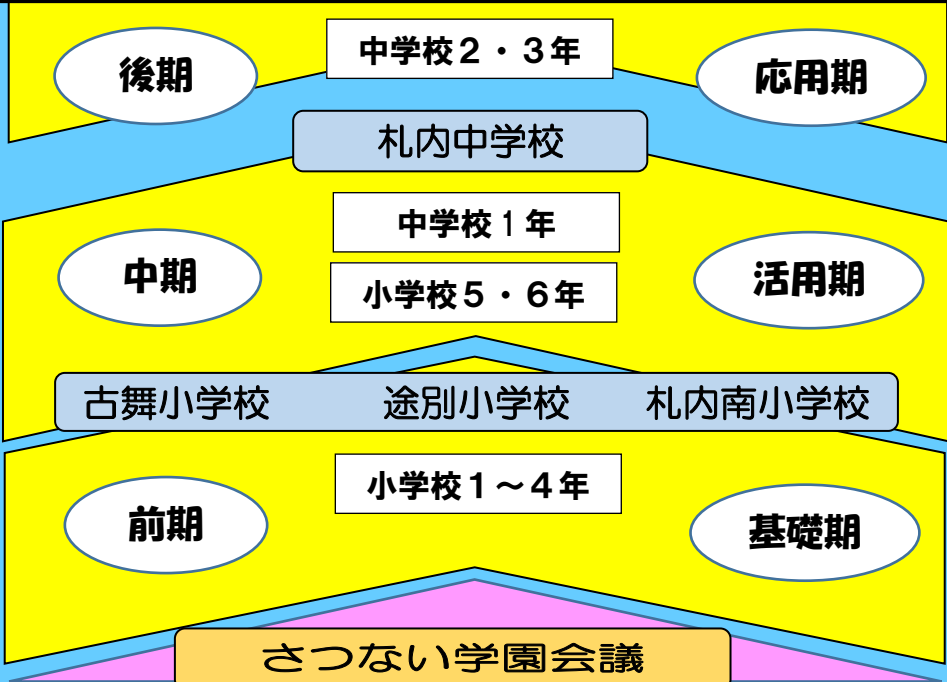 中学校２・３年
後期
応用期
札内中学校
中学校１年
中期
活用期
小学校５・６年
古舞小学校 途別小学校 札内南小学校
小学校１～４年
前期
基礎期
さつない学園会議